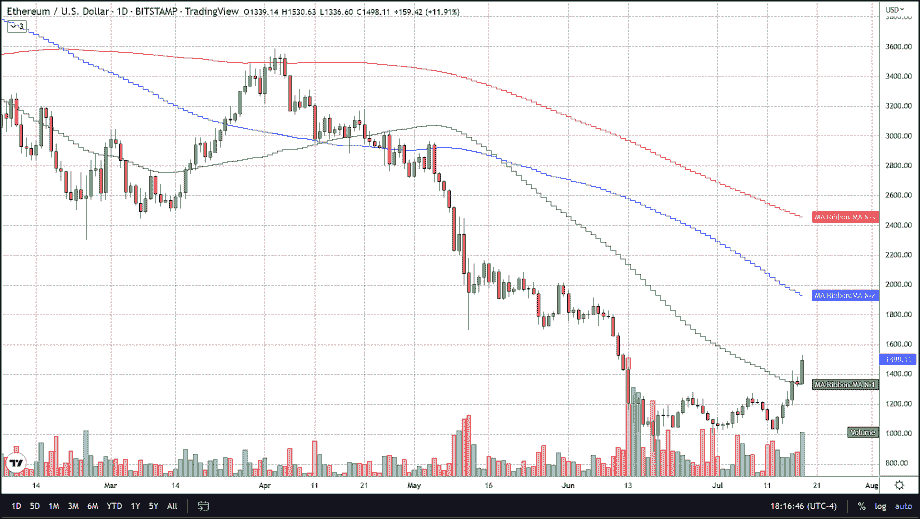 Ethereum / U.S. Dollar · 1D · BITSTAMP · TradingView O1339.14 H1530.63 L1336.60 C1498.11 +159.42 (+11.91%)
USD
3
3600.00
3200.00
3000.00
2800.00
2600.00
2400.00
2200.00
2000.00
1800.00
1600.00
1400.00
1200.00
1000.00
800.00
MA Ribbon:MA
MA Ribbon:MA
MA Ribbon:MA
Volume
14 Mar 14 Apr 11 21 May 16 Jun 13 Jul 11 21 Aug
1D 5D 1M 3M 6M YTD 1Y 5Y All
18:16:46 (UTC-4) % log auto